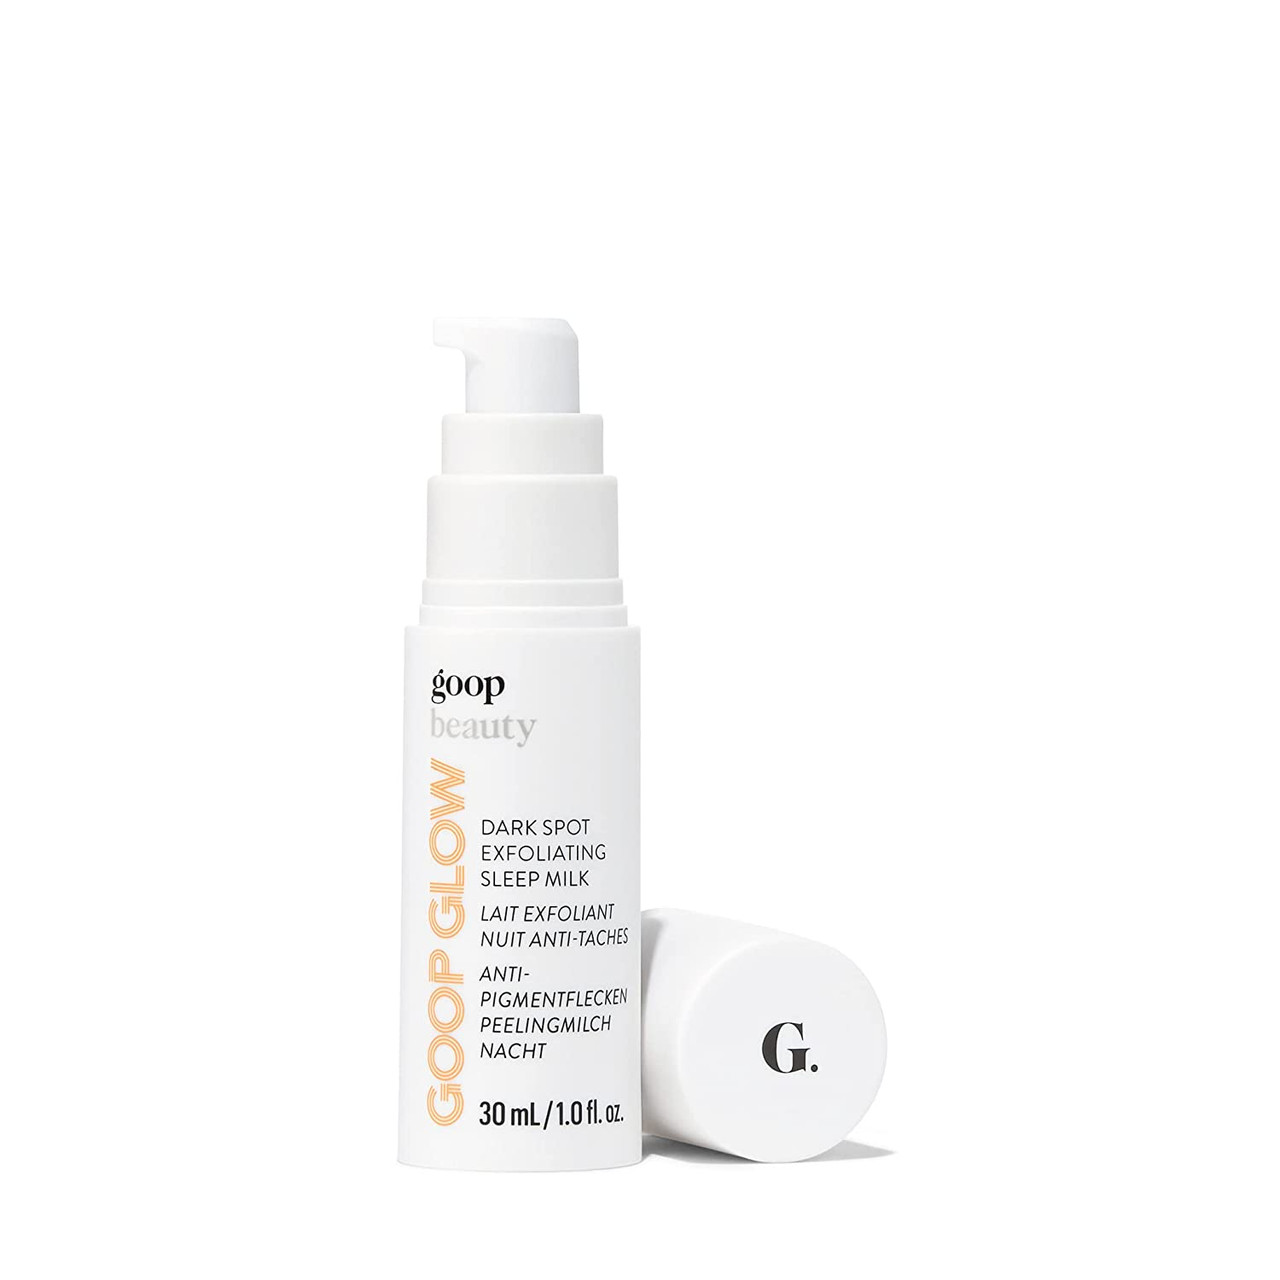 goop
beauty
GOOP GLOW
DARK SPOT
EXFOLIATING
SLEEP MILK
LAIT EXFOLIANT
NUIT ANTI-TACHES
ANTI-
PIGMENTFLECKEN
PEELINGMILCH
NACHT
30 mL/1.0 fl. oz.
G.